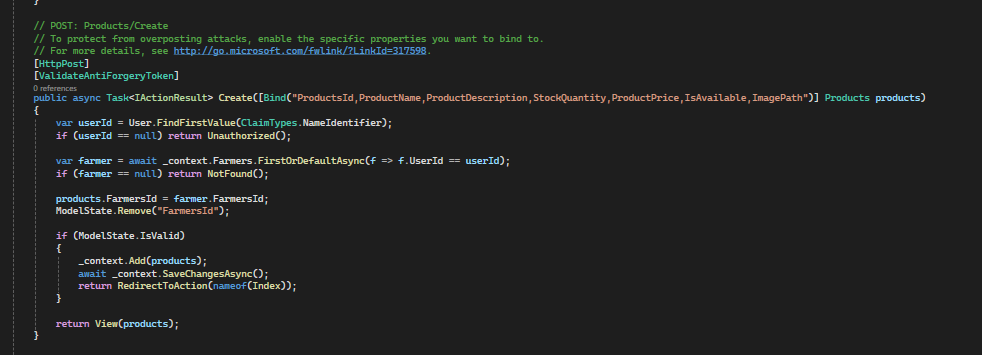 }
// POST: Products/Create
// To protect from overposting attacks, enable the specific properties you want to bind to.
// For more details, see http://go.microsoft.com/fwlink/?LinkId=317598.
[HttpPost]
[ValidateAntiForgeryToken]
0 references
public async Task<IActionResult> Create([Bind("ProductsId,ProductName,ProductDescription,StockQuantity,ProductPrice,IsAvailable,ImagePath")] Products products)
{
var userId = User.FindFirstValue(ClaimTypes.NameIdentifier);
if (userId == null) return Unauthorized();
var farmer = await _context.Farmers.FirstOrDefaultAsync(f => f.UserId == userId);
if (farmer == null) return NotFound();
products.FarmersId = farmer.FarmersId;
ModelState.Remove("FarmersId");
if (ModelState.IsValid)
{
_context.Add(products);
await _context.SaveChangesAsync();
return RedirectToAction(nameof(Index));
}
return View(products);
}